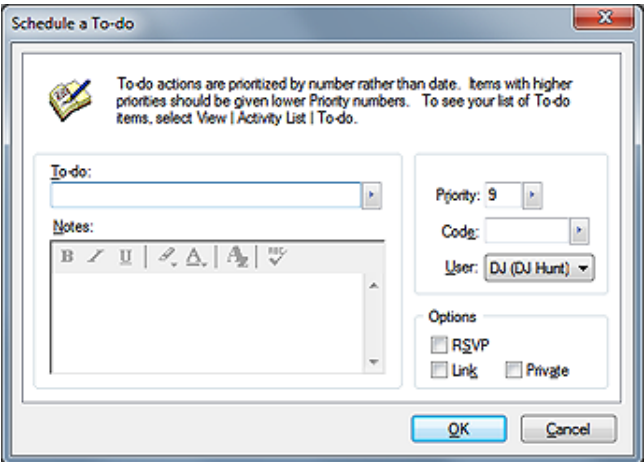 Schedule a To-do
To-do actions are prioritized by number rather than date. Items with higher
priorities should be given lower Priority numbers. To see your list of To-do
items, select View | Activity List | To-do.
To-do:
Notes:
B I U A AZ ABC
Priority: 9
Code:
User: DJ (DJ Hunt)
Options
RSVP
Link Private
OK Cancel